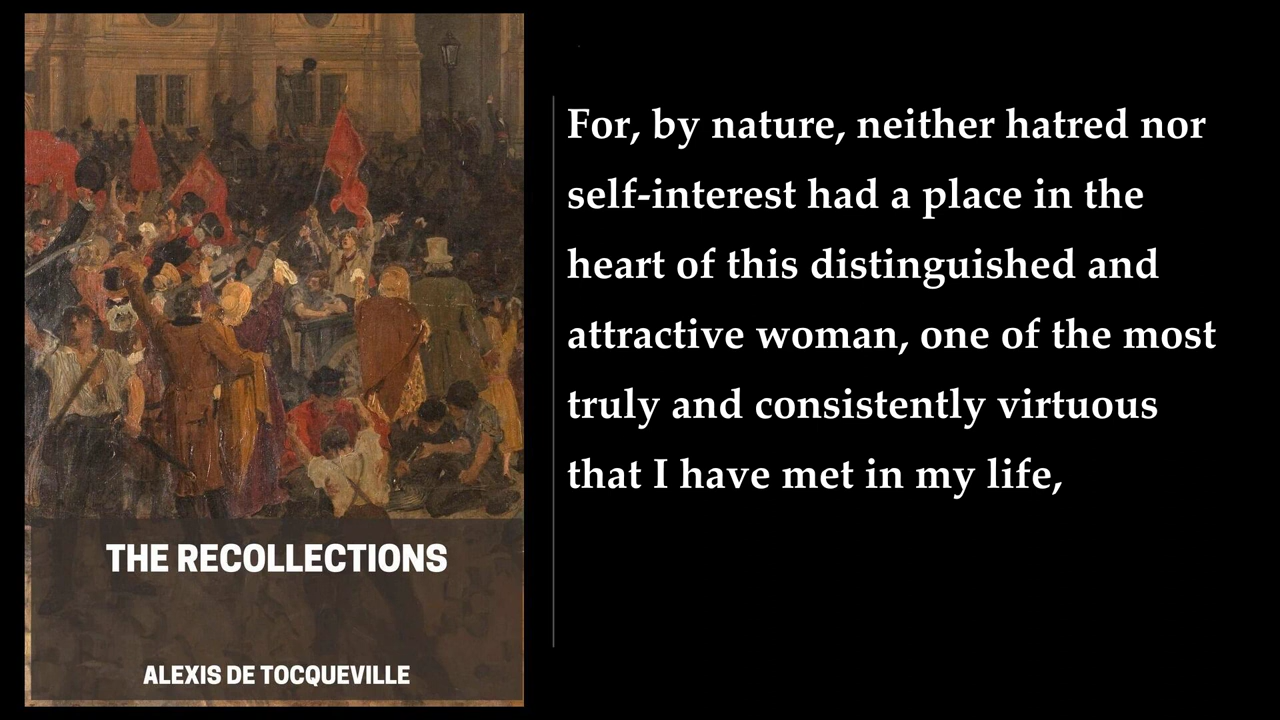 THE RECOLLECTIONS
ALEXIS DE TOCQUEVILLE
For, by nature, neither hatred nor
self-interest had a place in the
heart of this distinguished and
attractive woman, one of the most
truly and consistently virtuous
that I have met in my life,